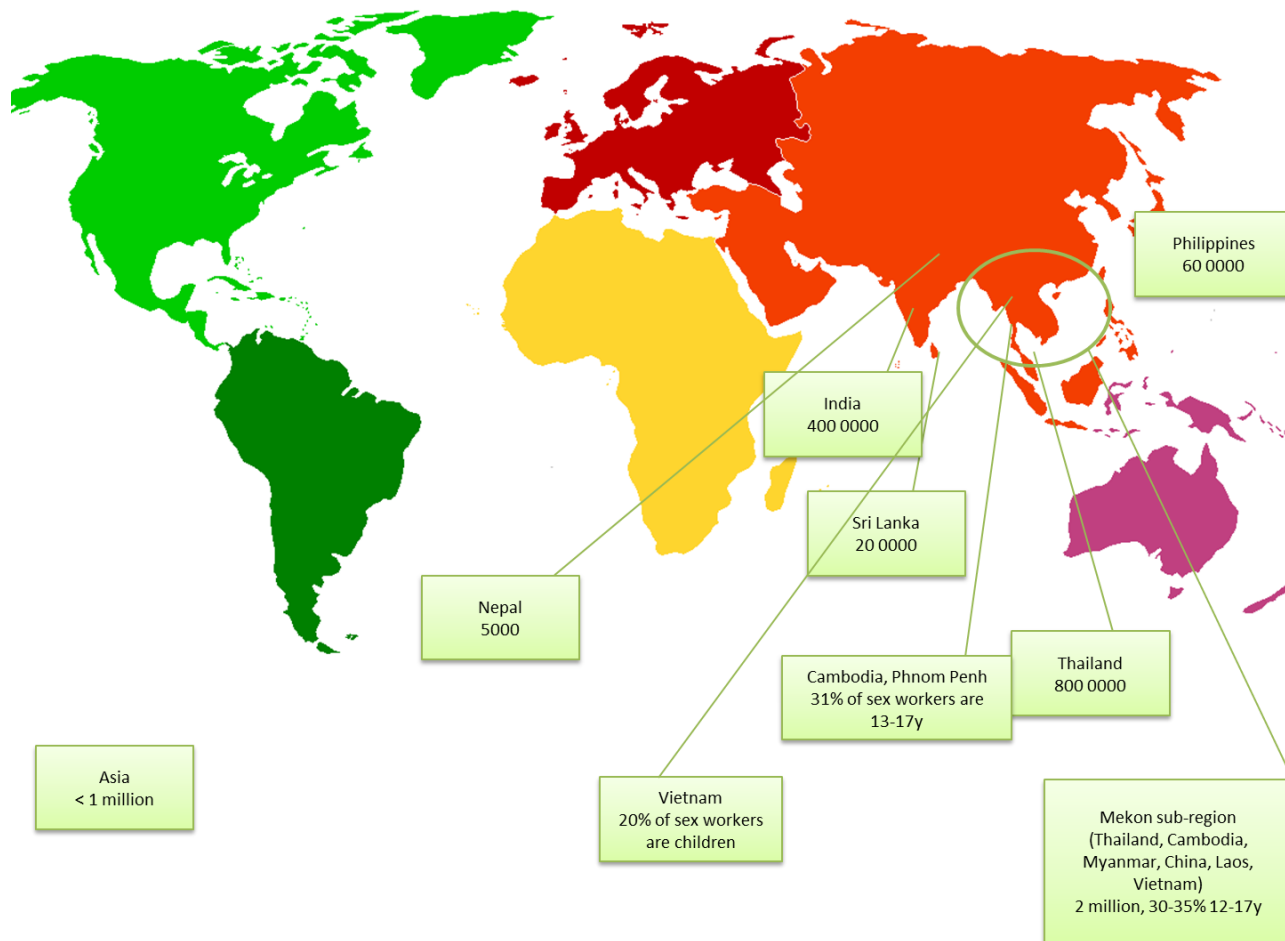 Philippines
60 0000
India
400 0000
Sri Lanka
20 0000
Nepal
5000
Cambodia, Phnom Penh
31% of sex workers are
13-17y
Thailand
800 0000
Asia
< 1 million
Vietnam
20% of sex workers
are children
Mekon sub-region
(Thailand, Cambodia,
Myanmar, China, Laos,
Vietnam)
2 million, 30-35% 12-17y